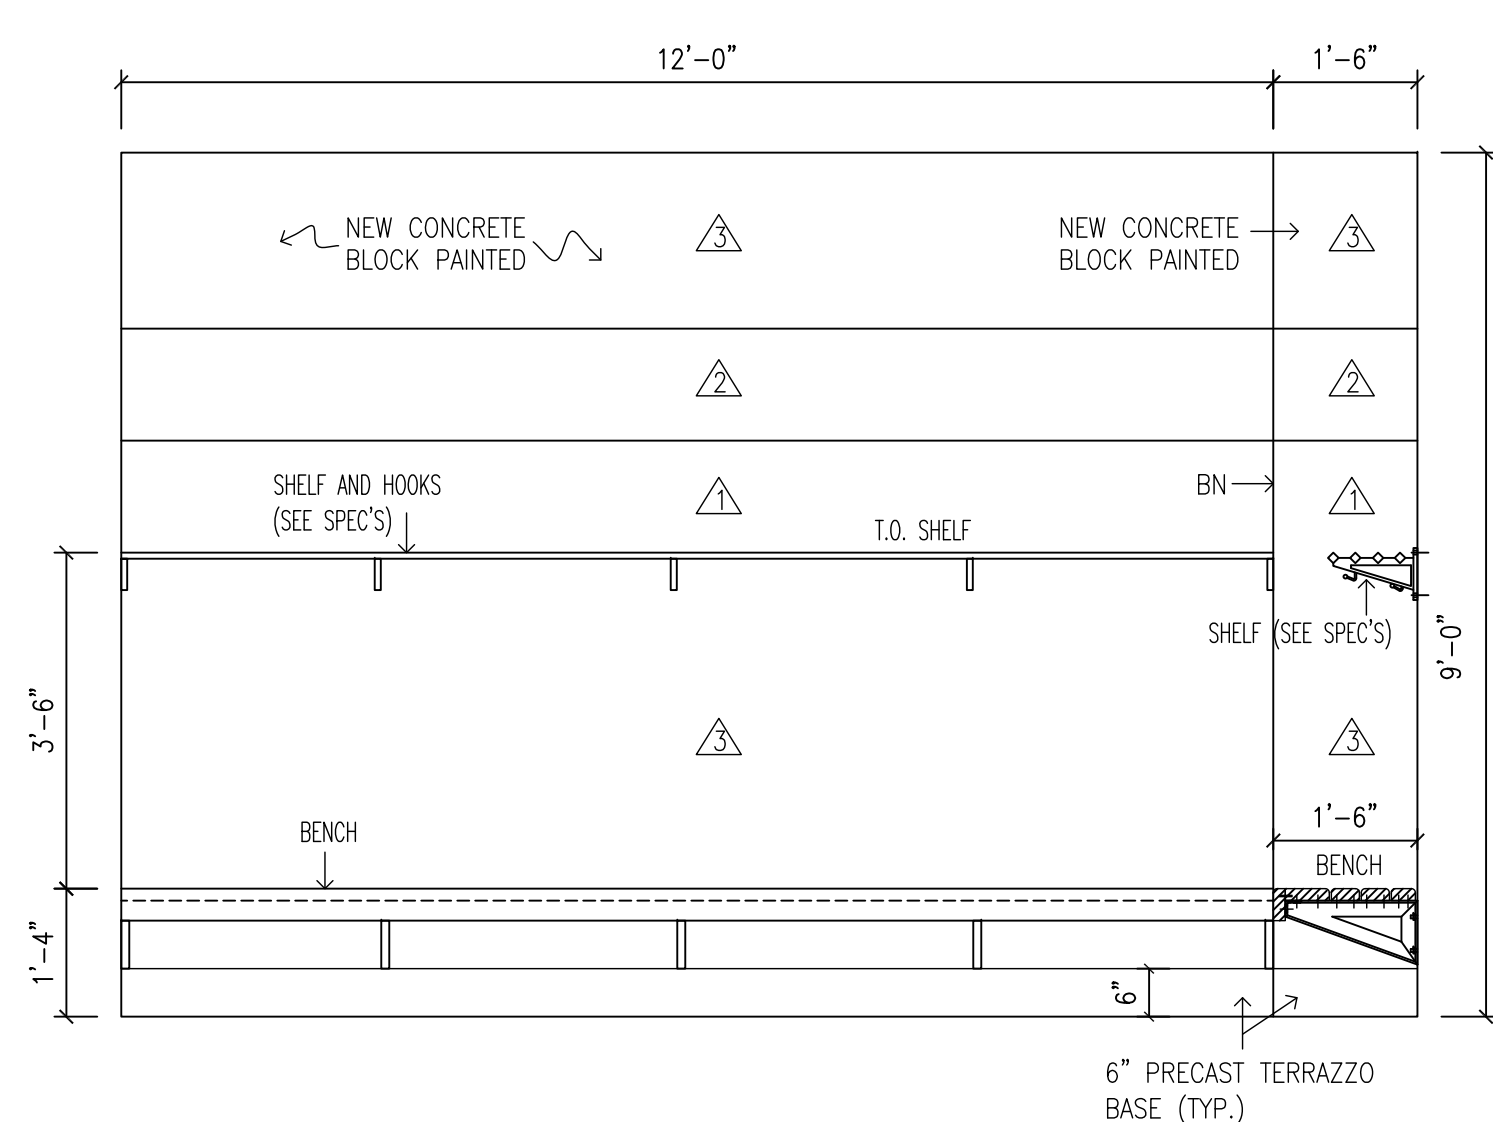 12'-0"
1'-6"
NEW CONCRETE
BLOCK PAINTED
3
NEW CONCRETE
BLOCK PAINTED
3
2
2
SHELF AND HOOKS
(SEE SPEC'S)
1
BN
1
T.O. SHELF
SHELF (SEE SPEC'S)
9'-0"
3'-6"
3
3
1'-6"
BENCH
BENCH
1'-4"
6"
6" PRECAST TERRAZZO
BASE (TYP.)